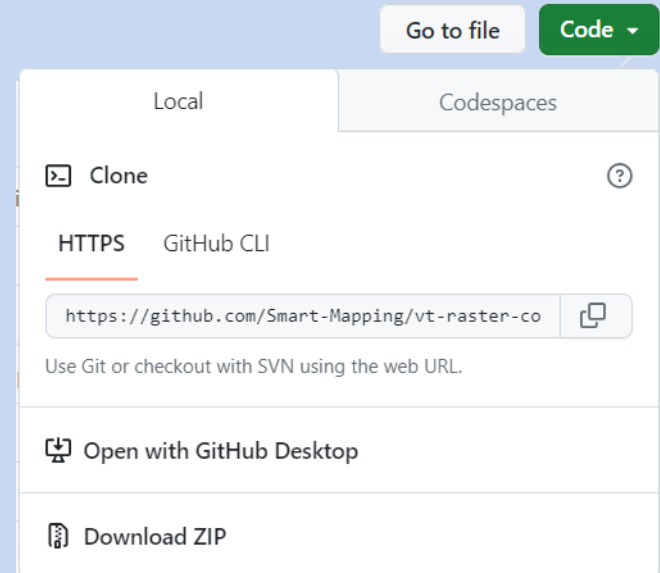 Go to file
Code
Local
Codespaces
Clone
HTTPS
GitHub CLI
https://github.com/Smart-Mapping/vt-raster-co
Use Git or checkout with SVN using the web URL.
Open with GitHub Desktop
Download ZIP